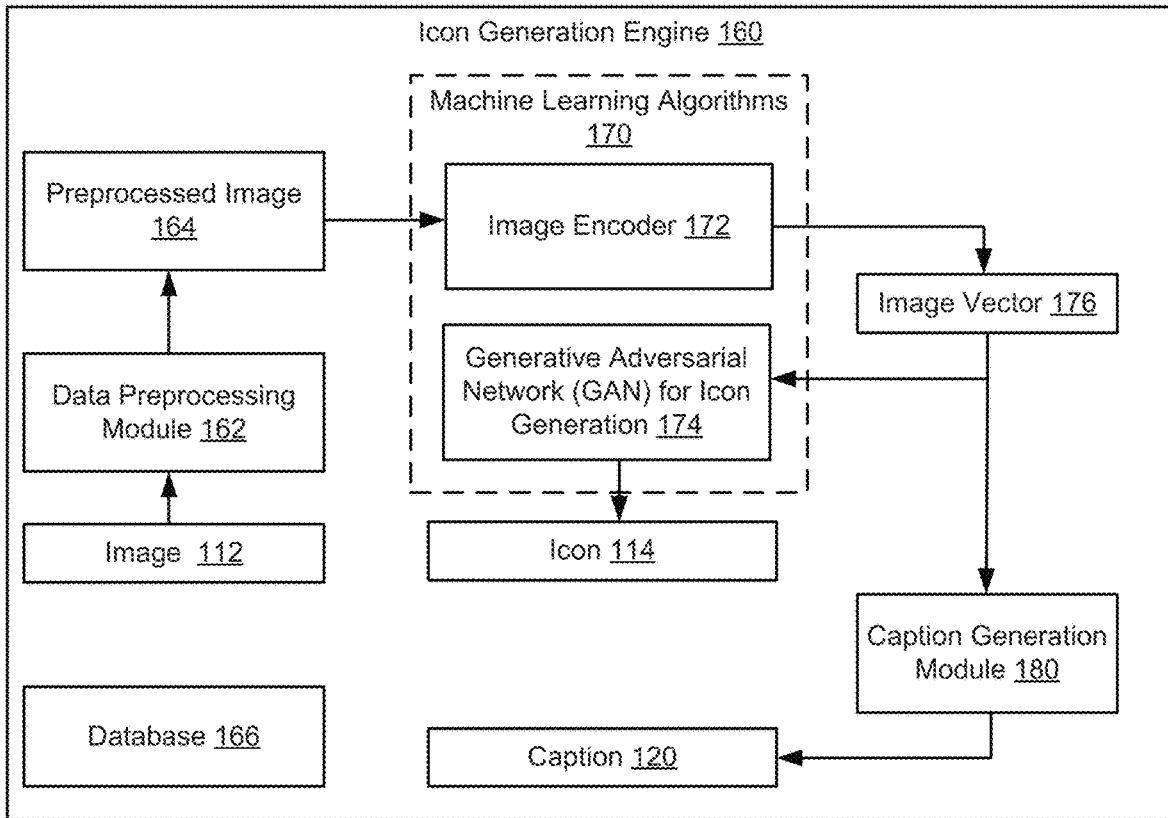 Icon Generation Engine 160
Machine Learning Algorithms
170
Preprocessed Image
164
Image Encoder 172
Image Vector 176
Data Preprocessing
Module 162
Generative Adversarial
Network (GAN) for Icon
Generation 174
Image 112
Icon 114
Caption Generation
Module 180
Database 166
Caption 120